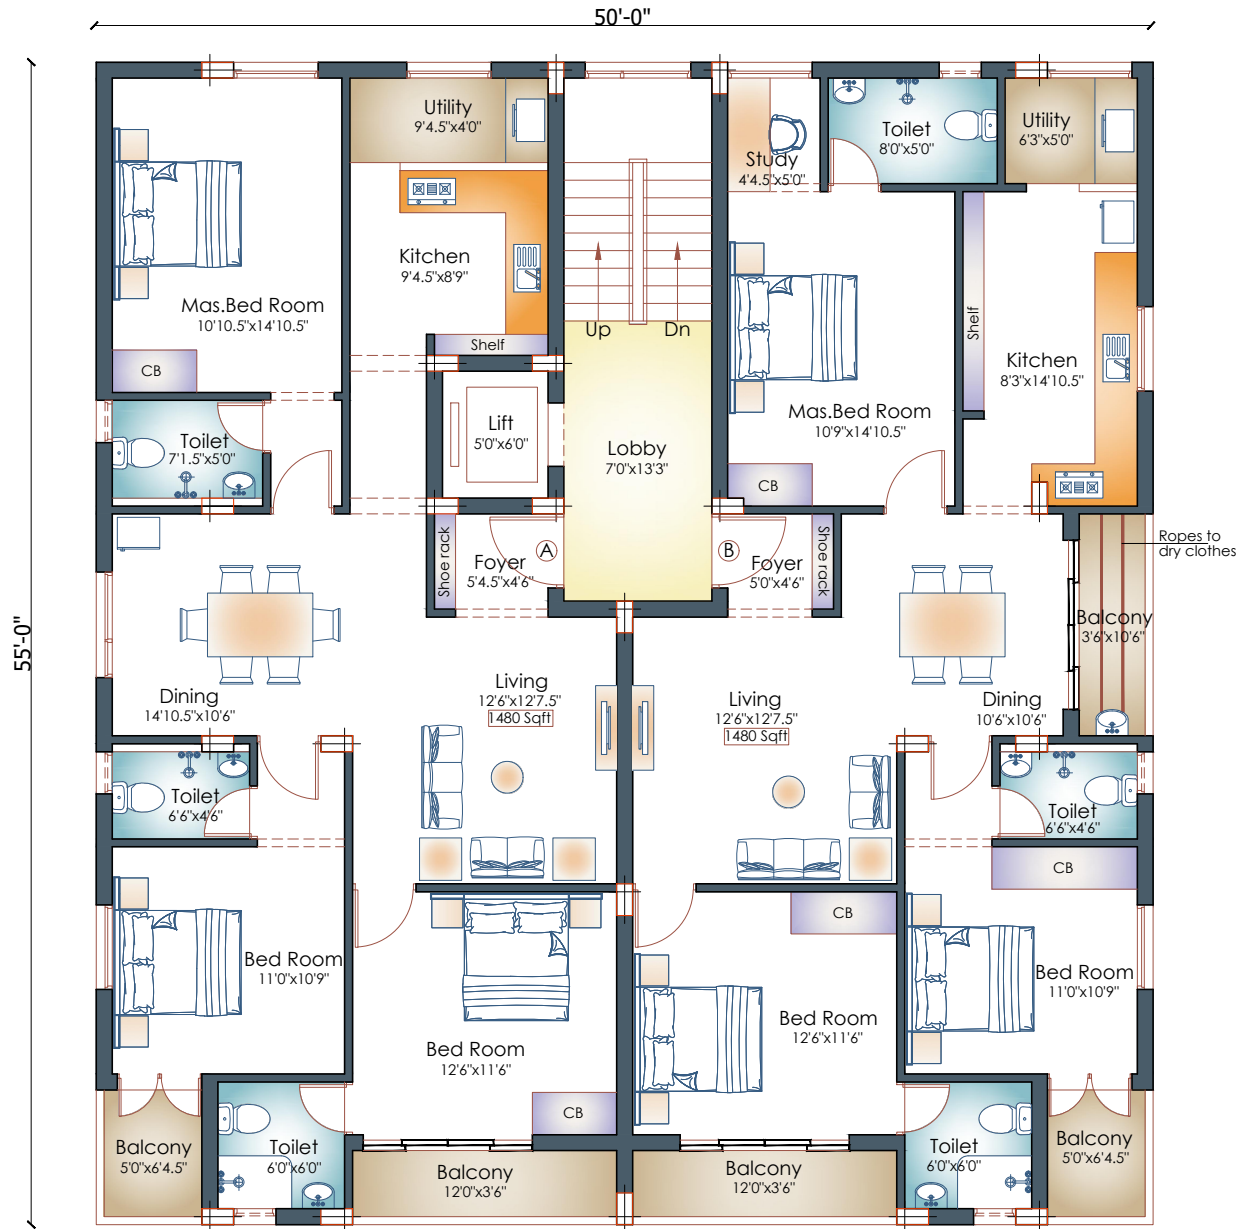 50'-0"
55'-0"
Utility
9'4.5"x4'0"
Study
4'4.5"x5'0"
Toilet
8'0"x5'0"
Utility
6'3"x5'0"
Kitchen
9'4.5"x8'9"
Mas.Bed Room
10'10.5"x14'10.5"
Shelf
Up
Dn
Shelf
Kitchen
8'3"x14'10.5"
CB
Lift
5'0"x6'0"
Mas.Bed Room
10'9"x14'10.5"
Toilet
7'1.5"x5'0"
Lobby
7'0"x13'3"
CB
Shoe rack
Foyer
5'4.5"x4'6"
A
B
Foyer
5'0"x4'6"
Shoe rack
Ropes to
dry clothes
Balcony
3'6"x10'6"
Dining
14'10.5"x10'6"
Living
12'6"x12'7.5"
1480 Sqft
Living
12'6"x12'7.5"
1480 Sqft
Dining
10'6"x10'6"
Toilet
6'6"x4'6"
Toilet
6'6"x4'6"
CB
CB
Bed Room
11'0"x10'9"
Bed Room
11'0"x10'9"
Bed Room
12'6"x11'6"
Bed Room
12'6"x11'6"
CB
Balcony
5'0"x6'4.5"
Toilet
6'0"x6'0"
Balcony
12'0"x3'6"
Balcony
12'0"x3'6"
Toilet
6'0"x6'0"
Balcony
5'0"x6'4.5"